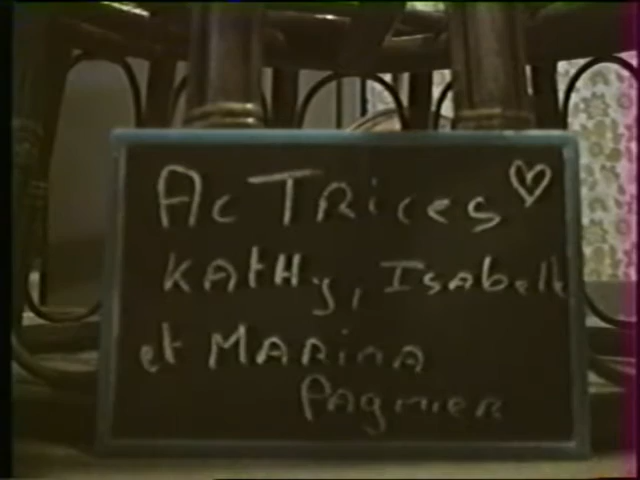 ACTRICES ♡
KATHY, ISABELLE
et MARINA
PAGNIER